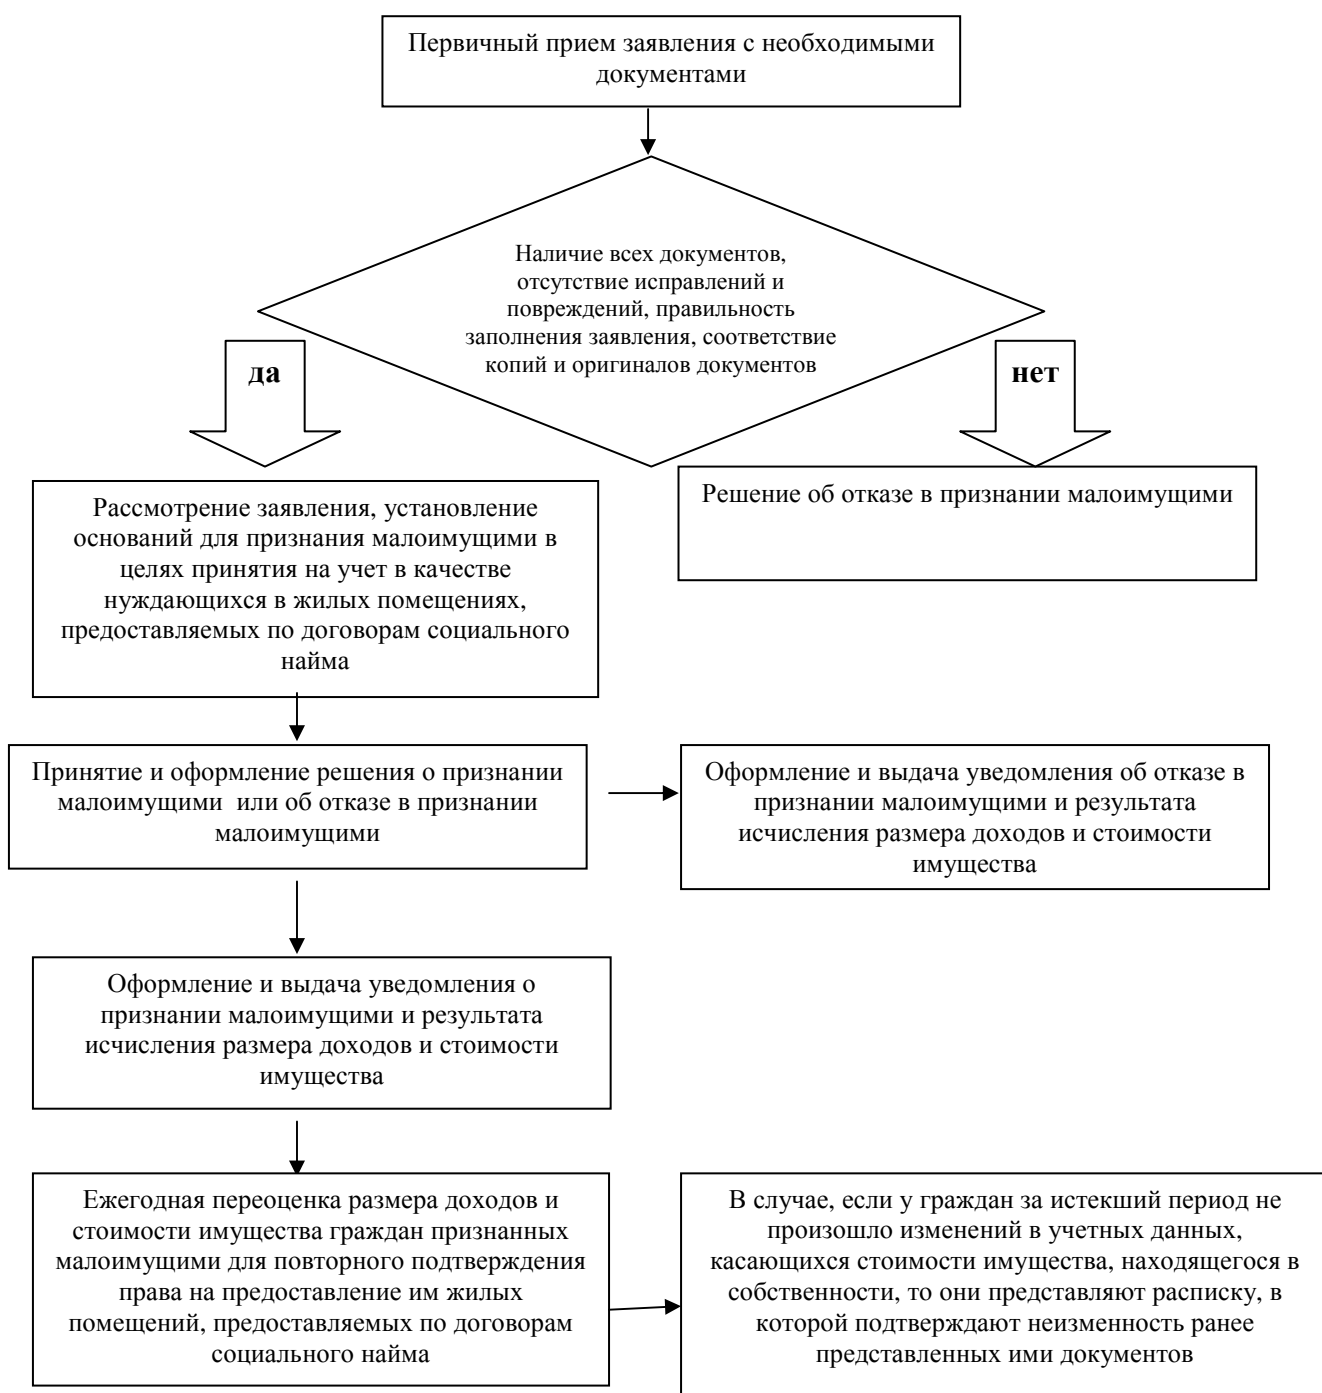 Первичный прием заявления с необходимыми
документами
Наличие всех документов,
отсутствие исправлений и
повреждений, правильность
заполнения заявления, соответствие
копий и оригиналов документов
да
нет
Рассмотрение заявления, установление
оснований для признания малоимущими в
целях принятия на учет в качестве
нуждающихся в жилых помещениях,
предоставляемых по договорам социального
найма
Решение об отказе в признании малоимущими
Принятие и оформление решения о признании
малоимущими или об отказе в признании
малоимущими
Оформление и выдача уведомления об отказе в
признании малоимущими и результата
исчисления размера доходов и стоимости
имущества
Оформление и выдача уведомления о
признании малоимущими и результата
исчисления размера доходов и стоимости
имущества
Ежегодная переоценка размера доходов и
стоимости имущества граждан признанных
малоимущими для повторного подтверждения
права на предоставление им жилых
помещений, предоставляемых по договорам
социального найма
В случае, если у граждан за истекший период не
произошло изменений в учетных данных,
касающихся стоимости имущества, находящегося в
собственности, то они представляют расписку, в
которой подтверждают неизменность ранее
представленных ими документов